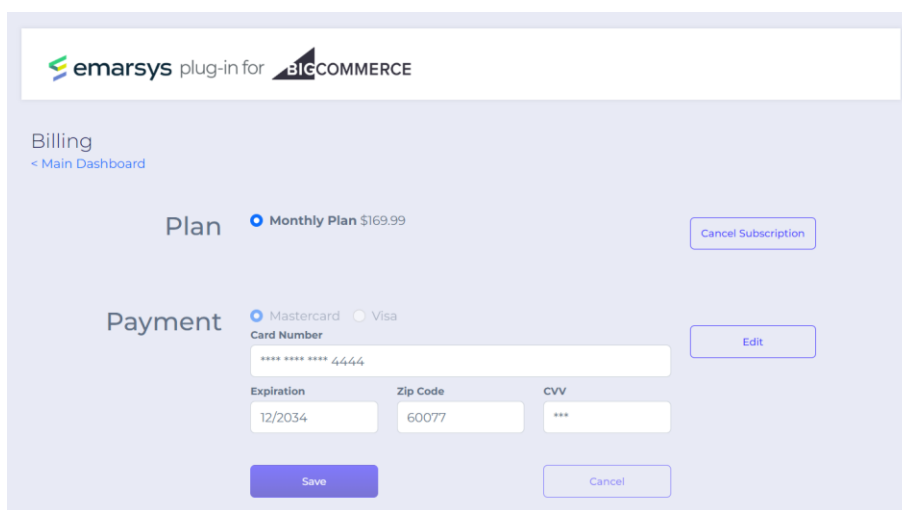 emarsys plug-in for BIGCOMMERCE
Billing
< Main Dashboard
Plan
Monthly Plan $169.99
Cancel Subscription
Payment
Mastercard Visa
Card Number
Edit
**** **** **** 4444
Expiration Zip Code CVV
12/2034 60077 ***
Save Cancel